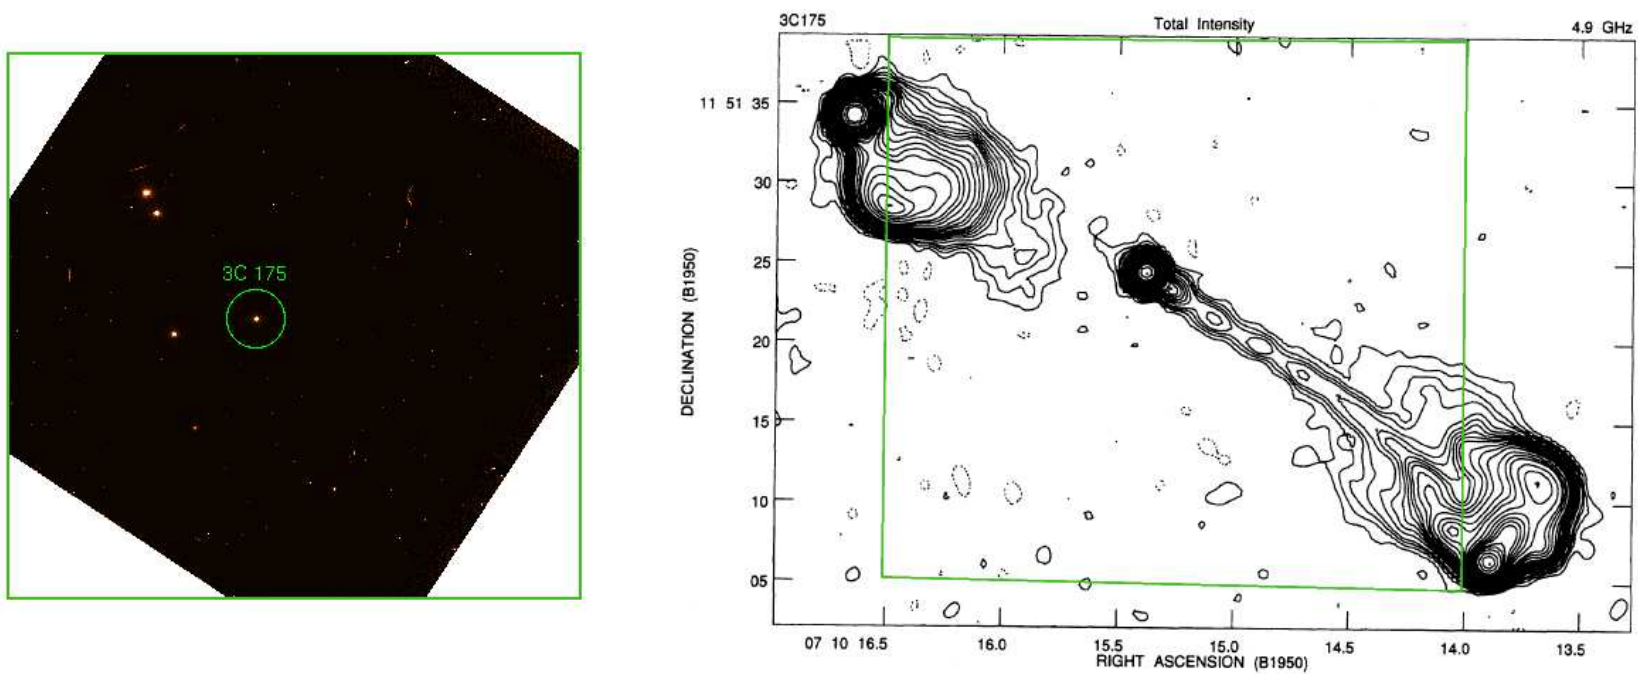 3C 175
3C175 Total Intensity 4.9 GHz
DECLINATION (B1950)
11 51 35
30
25
20
15
10
05
07 10 16.5 16.0 15.5 15.0 14.5 14.0 13.5
RIGHT ASCENSION (B1950)